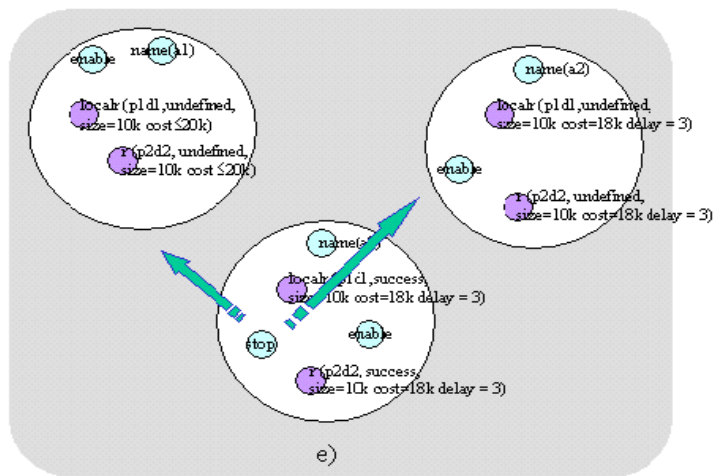 enable
name(a1)
localr (p1d1,undefined,
size=10k cost≤20k)
r (p2d2, undefined,
size=10k cost ≤20k)
name(a2)
localr (p1d1,undefined,
size=10k cost=18k delay = 3)
enable
r (p2d2, undefined,
size=10k cost=18k delay = 3)
localr (p1d1,success,
size=10k cost=18k delay = 3)
enable
stop
r (p2d2, success,
size=10k cost=18k delay = 3)
e)